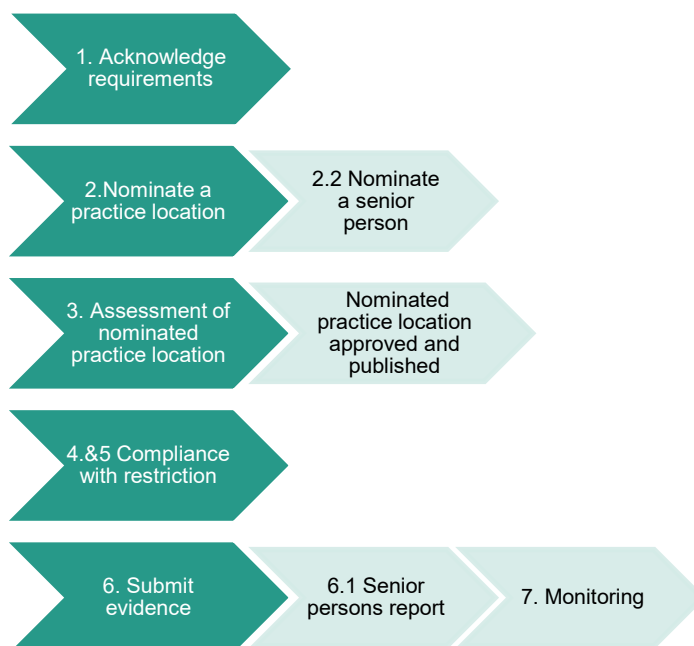 1. Acknowledge
requirements
2.Nominate a
practice location
2.2 Nominate
a senior
person
3. Assessment of
nominated
practice location
Nominated
practice location
approved and
published
4.&5 Compliance
with restriction
6. Submit
evidence
6.1 Senior
persons report
7. Monitoring